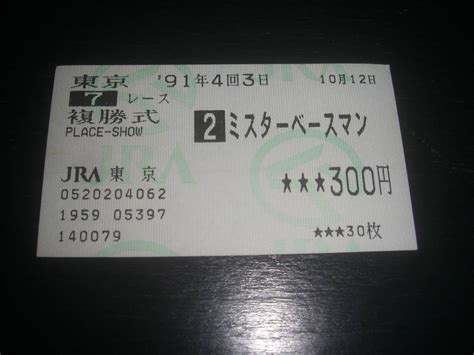 東京 '91年4回3日 10月12日
7 レース
複勝式
PLACE-SHOW
2 ミスターベースマン
JRA 東京
★★★300円
0520204062
1959 05397
140079
★★★30枚